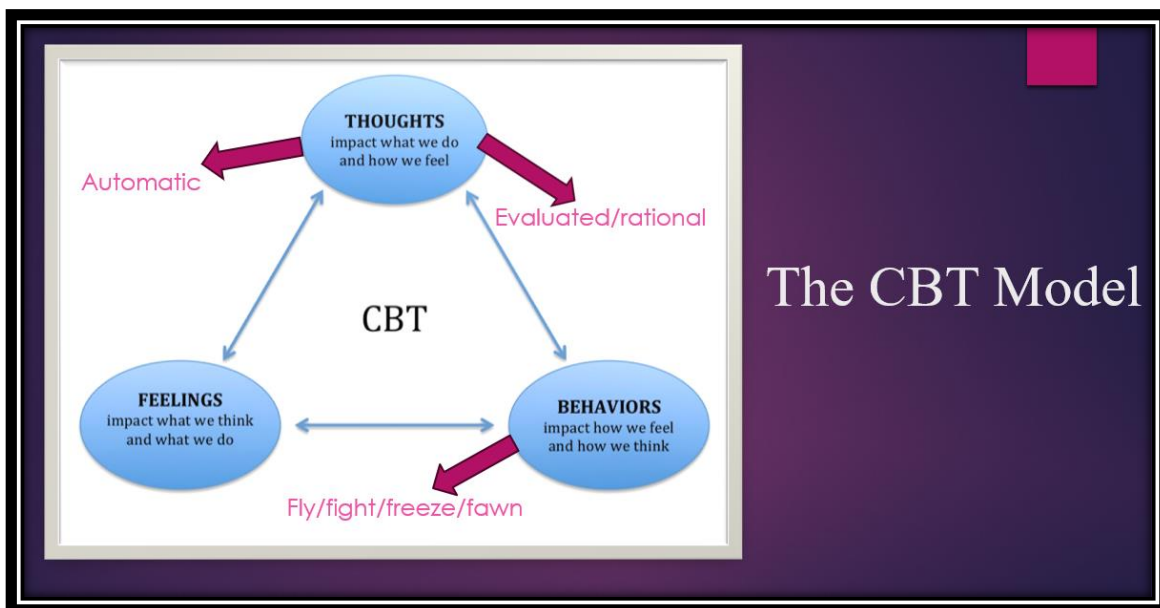 THOUGHTS
impact what we do
and how we feel
Automatic
Evaluated/rational
CBT
The CBT Model
FEELINGS
impact what we think
and what we do
BEHAVIORS
impact how we feel
and how we think
Fly/fight/freeze/fawn